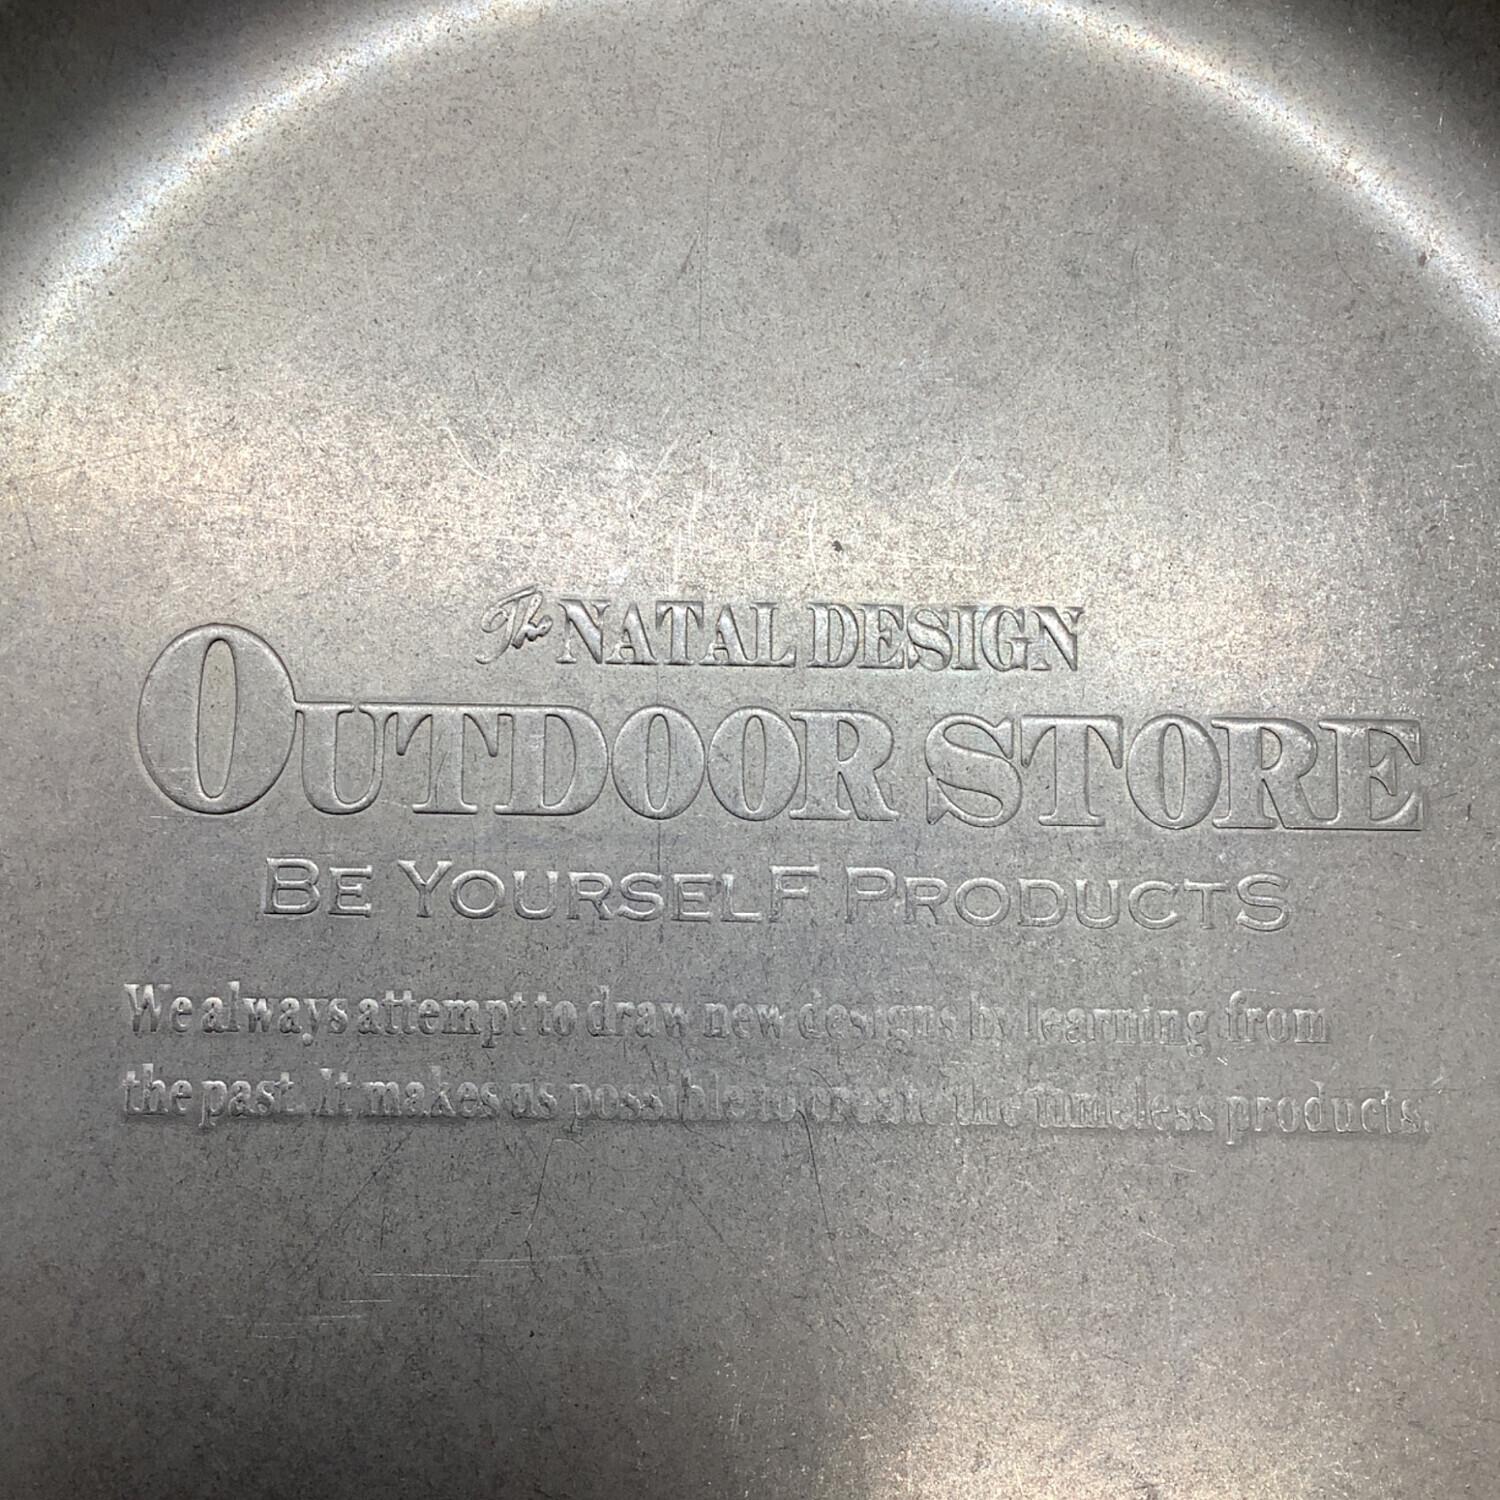 The NATAL DESIGN
OUTDOOR STORE
BE YOURSELF PRODUCTS
We always attempt to draw new designs by learning from
the past. It makes us possible to create the timeless products.